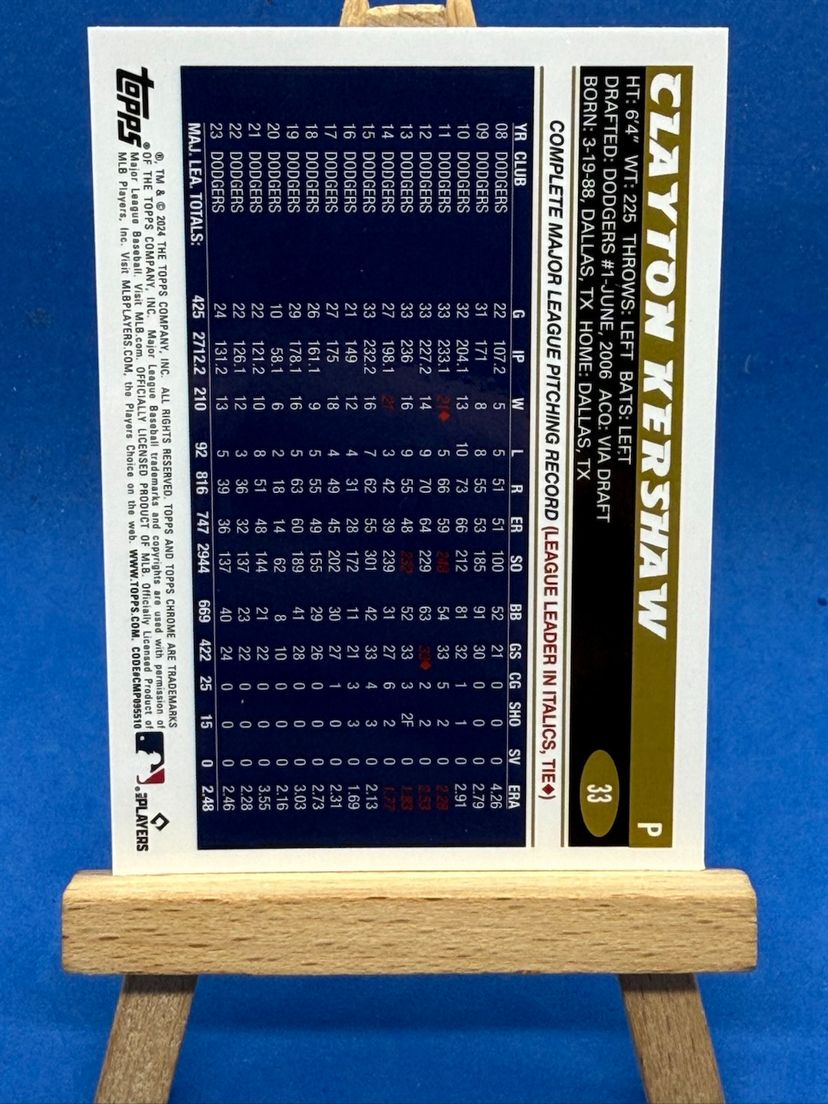 CLAYTON KERSHAW P
HT: 6'4" WT: 225 THROWS: LEFT BATS: LEFT
DRAFTED: DODGERS #1-JUNE, 2006 ACQ: VIA DRAFT
BORN: 3-19-88, DALLAS, TX HOME: DALLAS, TX
33
COMPLETE MAJOR LEAGUE PITCHING RECORD (LEAGUE LEADER IN ITALICS, TIE♦)
YR CLUB G IP W L R ER SO BB GS CG SHO SV ERA
08 DODGERS 22 107.2 5 5 51 51 100 52 21 0 0 0 4.26
09 DODGERS 31 171 8 8 55 53 185 91 30 0 0 0 2.79
10 DODGERS 32 204.1 13 10 73 66 212 81 32 1 1 0 2.91
11 DODGERS 33 233.1 21♦ 5 66 59 248 54 33 5 2 0 2.28
12 DODGERS 33 227.2 14 9 70 64 229 63 33♦ 2 2 0 2.53
13 DODGERS 33 236 16 9 55 48 232 52 33 3 2F 0 1.83
14 DODGERS 27 198.1 21 3 42 39 239 31 27 6 2 0 1.77
15 DODGERS 33 232.2 16 7 62 55 301 42 33 4 3 0 2.13
16 DODGERS 21 149 12 4 31 28 172 11 21 3 3 0 1.69
17 DODGERS 27 175 18 4 49 45 202 30 27 1 0 0 2.31
18 DODGERS 26 161.1 9 5 55 49 155 29 26 0 0 0 2.73
19 DODGERS 29 178.1 16 5 63 60 189 41 28 0 0 0 3.03
20 DODGERS 10 58.1 6 2 18 14 62 8 10 0 0 0 2.16
21 DODGERS 22 121.2 10 8 51 48 144 21 22 0 0 0 3.55
22 DODGERS 22 126.1 12 3 36 32 137 23 22 0 0 0 2.28
23 DODGERS 24 131.2 13 5 39 36 137 40 24 0 0 0 2.46
MAJ. LEA. TOTALS: 425 2712.2 210 92 816 747 2944 669 422 25 15 0 2.48
topps®
®, TM & © 2024 THE TOPPS COMPANY, INC. ALL RIGHTS RESERVED. TOPPS AND TOPPS CHROME ARE TRADEMARKS
OF THE TOPPS COMPANY, INC. Major League Baseball trademarks and copyrights are used with permission of
Major League Baseball. Visit MLB.com. OFFICIALLY LICENSED PRODUCT OF MLB. Officially Licensed Product of
MLB Players, Inc. Visit MLBPLAYERS.COM, the Players Choice on the web. WWW.TOPPS.COM. CODE#CMP095510
MLB PLAYERS